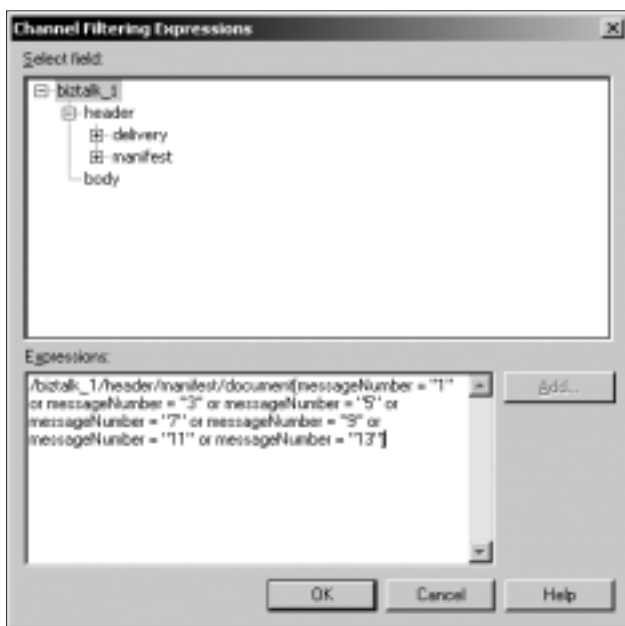 Channel Filtering Expressions
Select field:
biztalk_1
header
delivery
manifest
body
Expressions:
/biztalk_1/header/manifest/document[messageNumber = "1"
or messageNumber = "3" or messageNumber = "5" or
messageNumber = "7" or messageNumber = "9" or
messageNumber = "11" or messageNumber = "13"]
Add...
OK
Cancel
Help